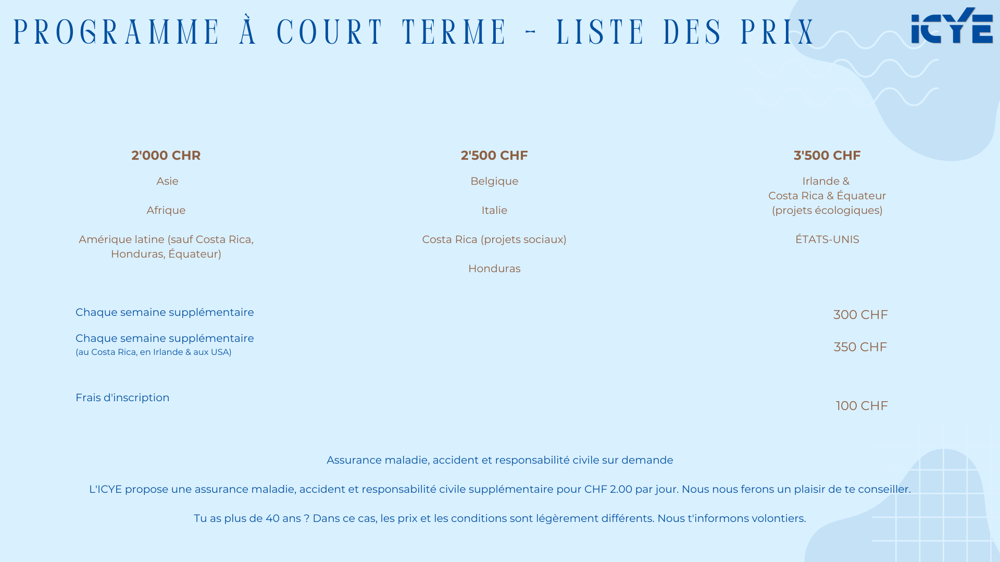 PROGRAMME À COURT TERME - LISTE DES PRIX
iCYE
2'000 CHR
Asie
Afrique
Amérique latine (sauf Costa Rica,
Honduras, Équateur)
2'500 CHF
Belgique
Italie
Costa Rica (projets sociaux)
Honduras
3'500 CHF
Irlande &
Costa Rica & Équateur
(projets écologiques)
ÉTATS-UNIS
Chaque semaine supplémentaire
300 CHF
Chaque semaine supplémentaire
(au Costa Rica, en Irlande & aux USA)
350 CHF
Frais d'inscription
100 CHF
Assurance maladie, accident et responsabilité civile sur demande
L'ICYE propose une assurance maladie, accident et responsabilité civile supplémentaire pour CHF 2.00 par jour. Nous nous ferons un plaisir de te conseiller.
Tu as plus de 40 ans ? Dans ce cas, les prix et les conditions sont légèrement différents. Nous t'informons volontiers.